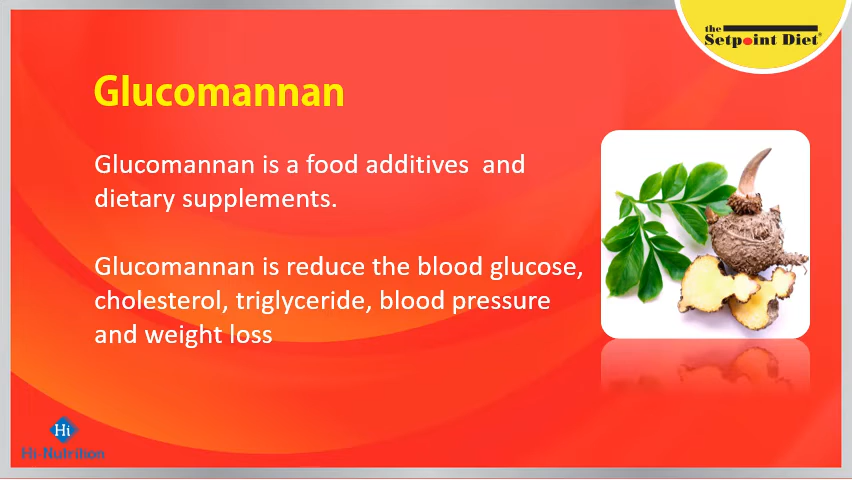 the
Setpoint Diet®
Glucomannan
Glucomannan is a food additives and
dietary supplements.
Glucomannan is reduce the blood glucose,
cholesterol, triglyceride, blood pressure
and weight loss
Hi
Hi-Nutrition